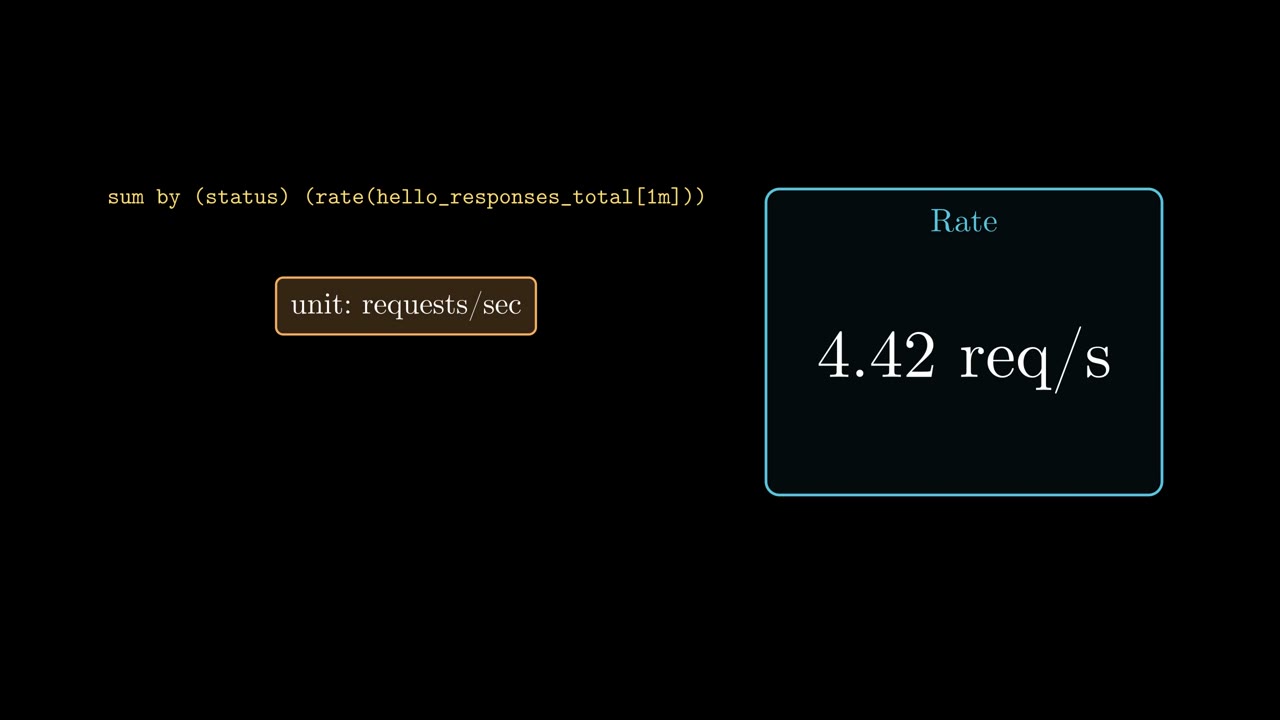 sum by (status) (rate(hello_responses_total[1m]))
unit: requests/sec
Rate
4.42 req/s